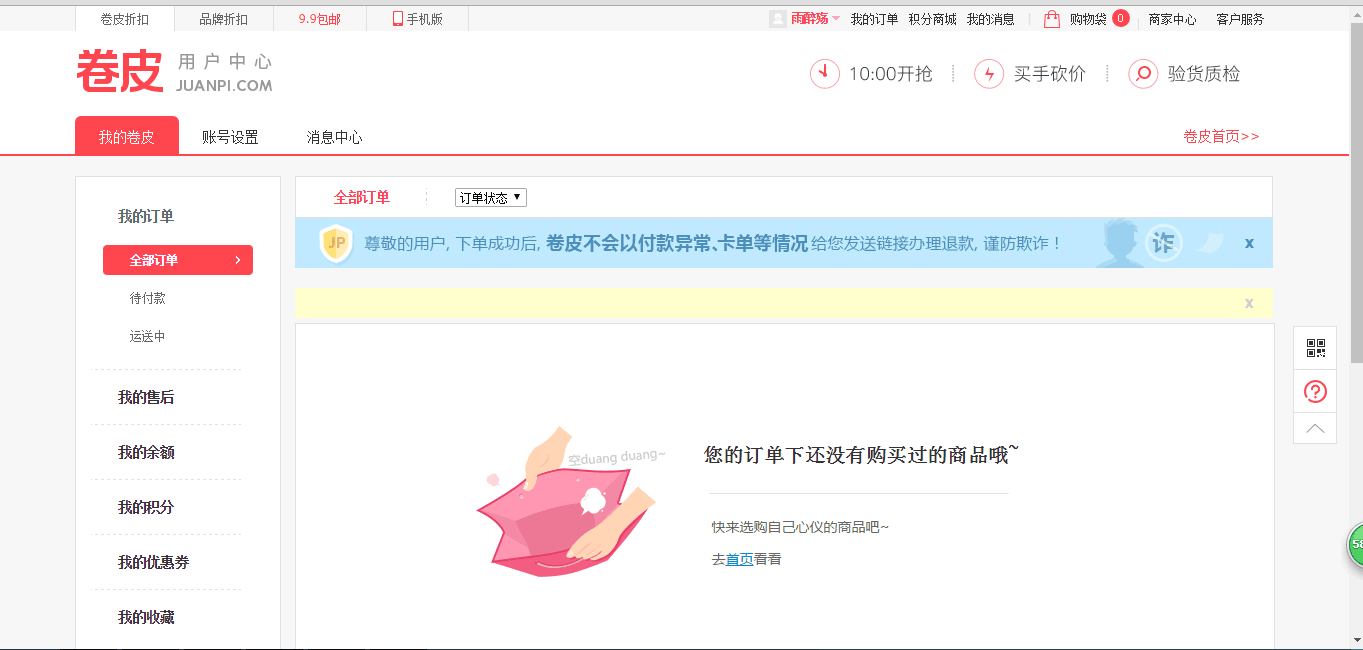 卷皮折扣 品牌折扣 9.9包邮 手机版 雨醉殇 我的订单 积分商城 我的消息 购物袋 0 商家中心 客户服务
卷皮 用户中心
JUANPI.COM
10:00开抢 买手砍价 验货质检
我的卷皮 账号设置 消息中心 卷皮首页>>
我的订单
全部订单 >
待付款
运送中
我的售后
我的余额
我的积分
我的优惠券
我的收藏
全部订单 订单状态
JP 尊敬的用户, 下单成功后, 卷皮不会以付款异常、卡单等情况 给您发送链接办理退款, 谨防欺诈！ 诈 x
x
空duang duang~
您的订单下还没有购买过的商品哦~
快来选购自己心仪的商品吧~
去首页看看
58